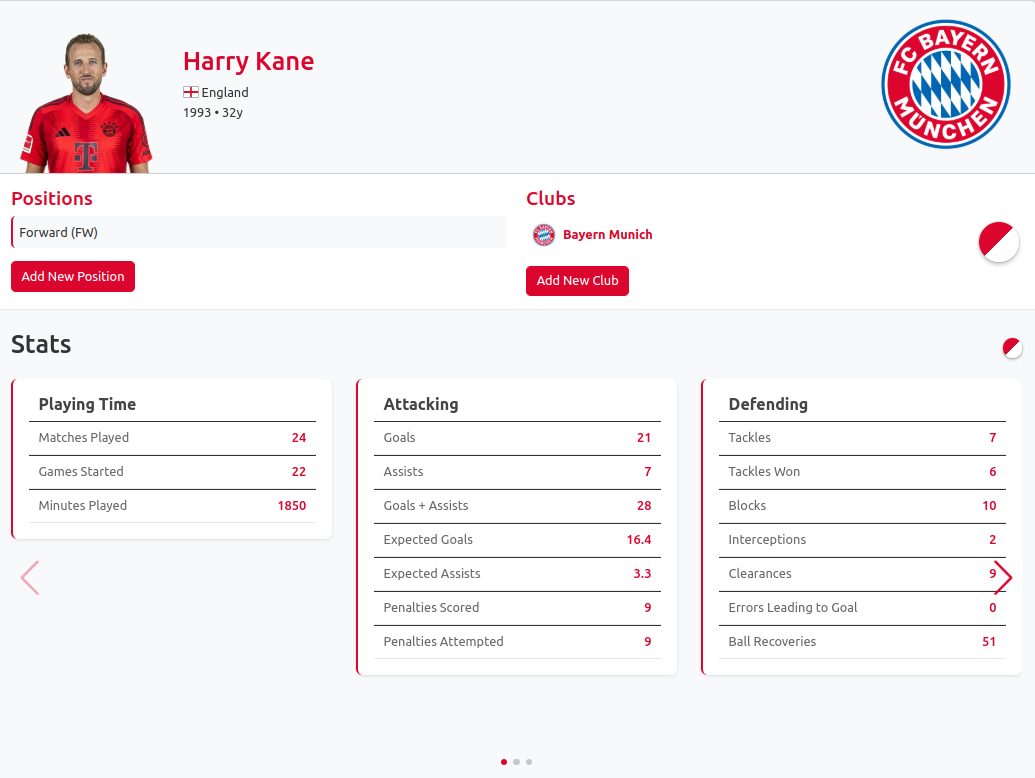 Harry Kane
England
1993 • 32y
FC BAYERN
MÜNCHEN
T
Positions
Forward (FW)
Add New Position
Clubs
Bayern Munich
Add New Club
Stats
Playing Time
Matches Played 24
Games Started 22
Minutes Played 1850
Attacking
Goals 21
Assists 7
Goals + Assists 28
Expected Goals 16.4
Expected Assists 3.3
Penalties Scored 9
Penalties Attempted 9
Defending
Tackles 7
Tackles Won 6
Blocks 10
Interceptions 2
Clearances 9
Errors Leading to Goal 0
Ball Recoveries 51